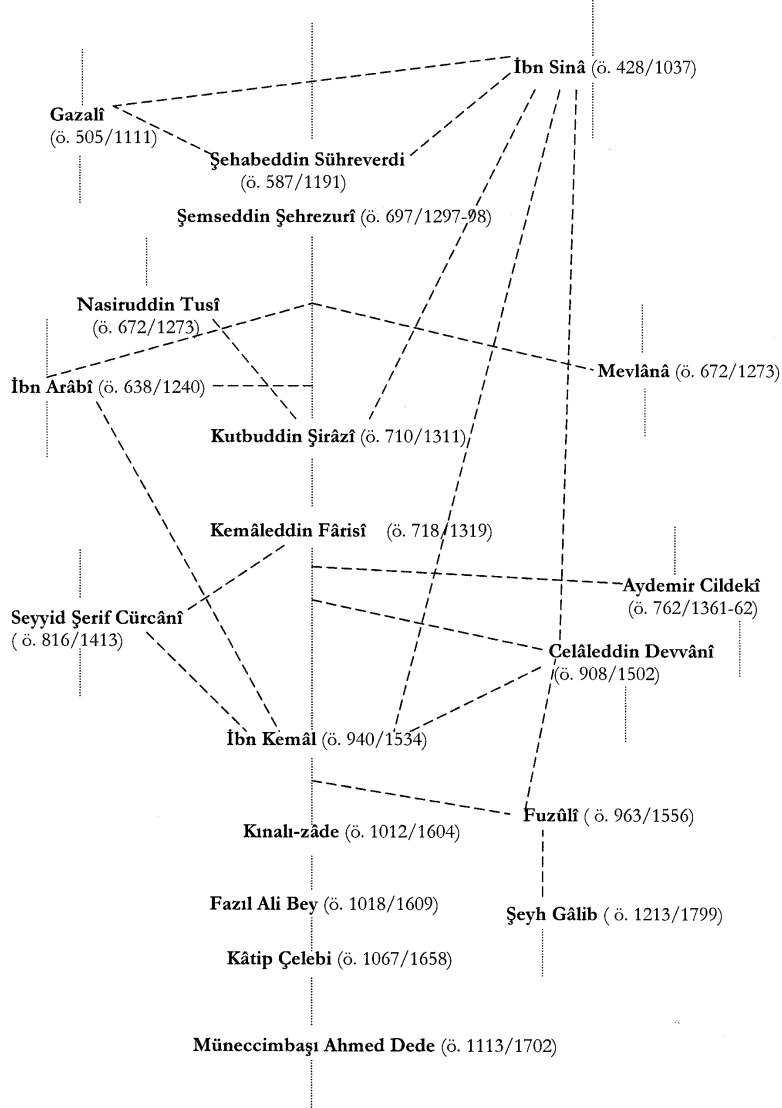 İbn Sinâ (ö. 428/1037)
Gazalî
(ö. 505/1111)
Şehabeddin Sühreverdi
(ö. 587/1191)
Şemseddin Şehrezurî (ö. 697/1297-98)
Nasiruddin Tusî
(ö. 672/1273)
Mevlânâ (ö. 672/1273)
İbn Arâbî (ö. 638/1240)
Kutbuddin Şirâzî (ö. 710/1311)
Kemâleddin Fârisî (ö. 718/1319)
Aydemir Cildekî
(ö. 762/1361-62)
Seyyid Şerif Cürcânî
( ö. 816/1413)
Celâleddin Devvânî
(ö. 908/1502)
İbn Kemâl (ö. 940/1534)
Fuzûlî ( ö. 963/1556)
Kınalı-zâde (ö. 1012/1604)
Fazıl Ali Bey (ö. 1018/1609)
Şeyh Gâlib ( ö. 1213/1799)
Kâtip Çelebi (ö. 1067/1658)
Müneccimbaşı Ahmed Dede (ö. 1113/1702)